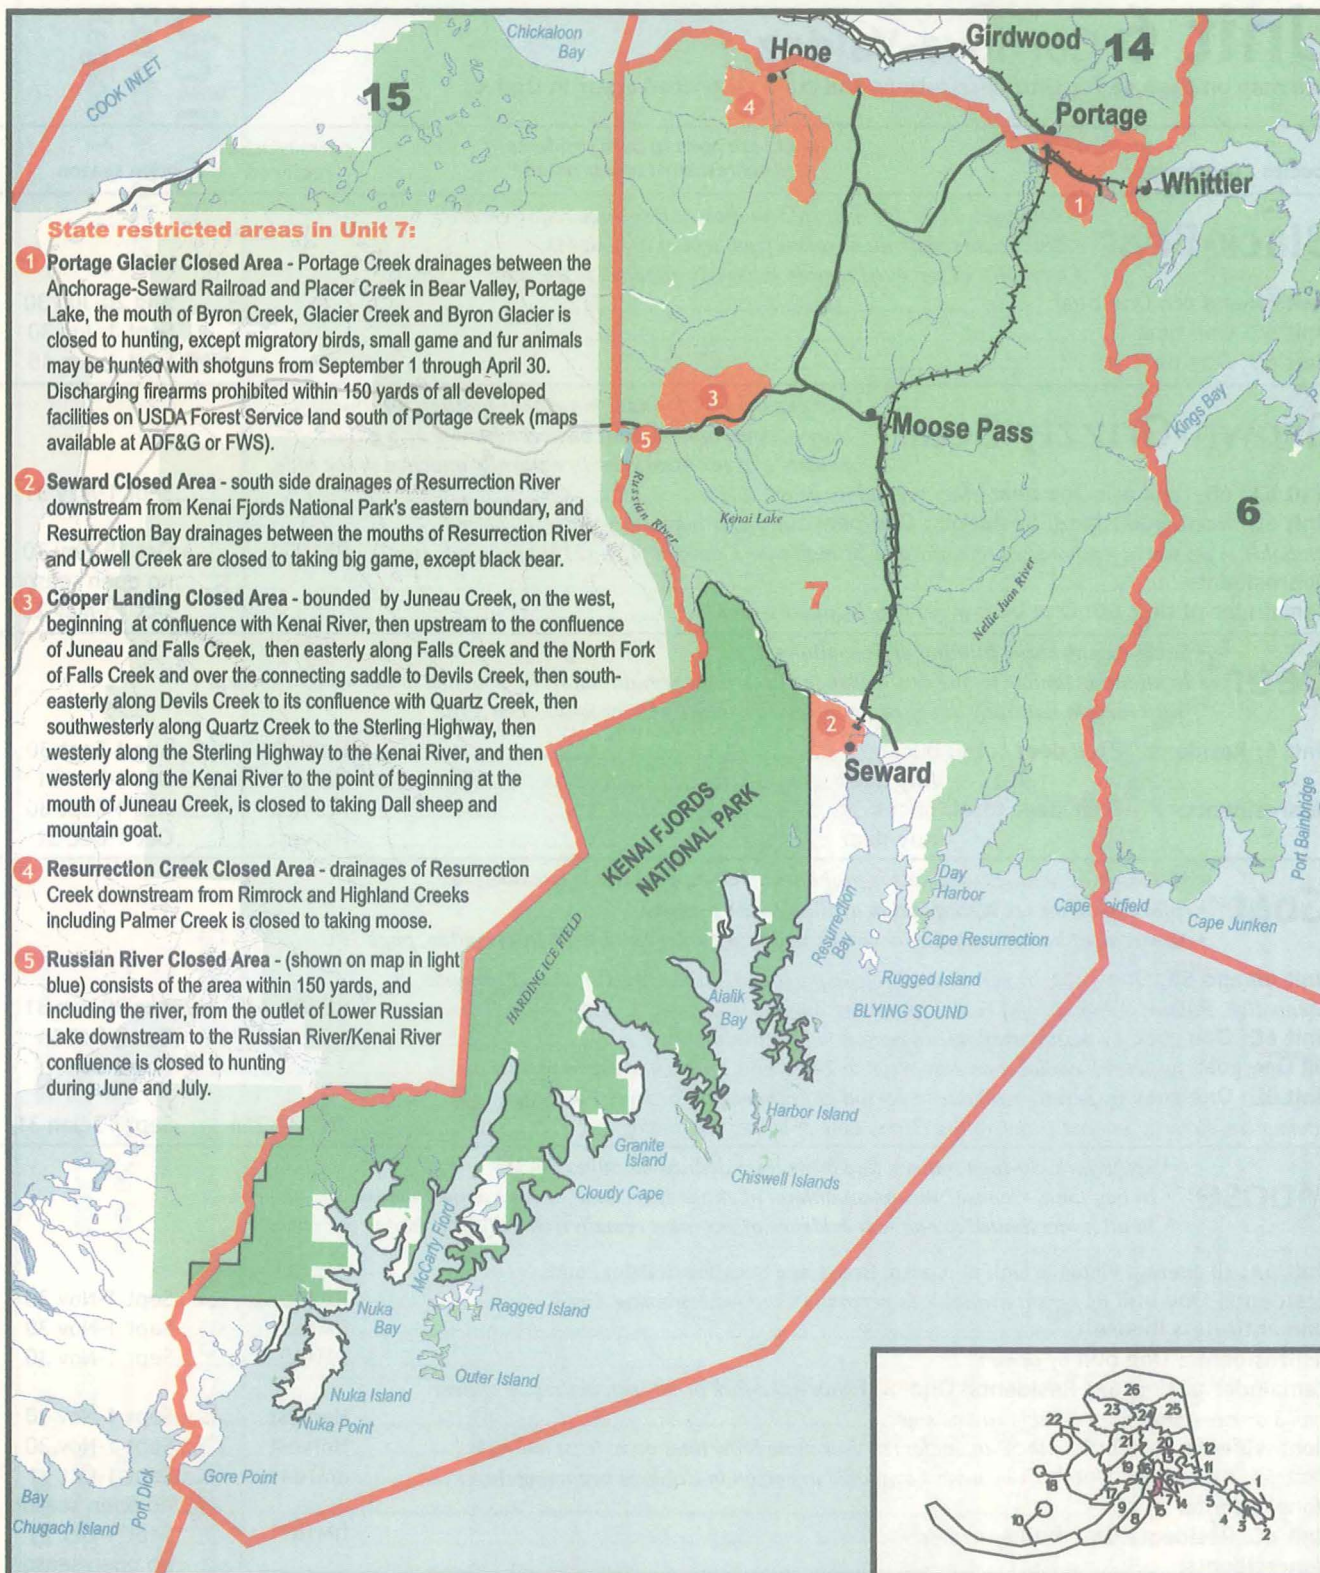 Chickaloon
Bay
Hope
Girdwood
14
COOK INLET
15
4
Portage
Whittier
1
State restricted areas in Unit 7:
1 Portage Glacier Closed Area - Portage Creek drainages between the
Anchorage-Seward Railroad and Placer Creek in Bear Valley, Portage
Lake, the mouth of Byron Creek, Glacier Creek and Byron Glacier is
closed to hunting, except migratory birds, small game and fur animals
may be hunted with shotguns from September 1 through April 30.
Discharging firearms prohibited within 150 yards of all developed
facilities on USDA Forest Service land south of Portage Creek (maps
available at ADF&G or FWS).
2 Seward Closed Area - south side drainages of Resurrection River
downstream from Kenai Fjords National Park's eastern boundary, and
Resurrection Bay drainages between the mouths of Resurrection River
and Lowell Creek are closed to taking big game, except black bear.
3 Cooper Landing Closed Area - bounded by Juneau Creek, on the west,
beginning at confluence with Kenai River, then upstream to the confluence
of Juneau and Falls Creek, then easterly along Falls Creek and the North Fork
of Falls Creek and over the connecting saddle to Devils Creek, then south-
easterly along Devils Creek to its confluence with Quartz Creek, then
southwesterly along Quartz Creek to the Sterling Highway, then
westerly along the Sterling Highway to the Kenai River, and then
westerly along the Kenai River to the point of beginning at the
mouth of Juneau Creek, is closed to taking Dall sheep and
mountain goat.
4 Resurrection Creek Closed Area - drainages of Resurrection
Creek downstream from Rimrock and Highland Creeks
including Palmer Creek is closed to taking moose.
5 Russian River Closed Area - (shown on map in light
blue) consists of the area within 150 yards, and
including the river, from the outlet of Lower Russian
Lake downstream to the Russian River/Kenai River
confluence is closed to hunting
during June and July.
3
5
Moose Pass
Kings Bay
Russian River
Kenai Lake
6
7
Nellie Juan River
2
Seward
KENAI FJORDS
NATIONAL PARK
Port Bainbridge
Day
Harbor
Cape Fairfield
Cape Junken
Resurrection
Bay
Cape Resurrection
HARDING ICE FIELD
Rugged Island
Aialik
Bay
BLYING SOUND
Harbor Island
Granite
Island
Chiswell Islands
Cloudy Cape
McCarty Fiord
Nuka
Bay
Ragged Island
Outer Island
Nuka Island
Nuka Point
Gore Point
Port Dick
Bay
Chugach Island
26
23 24 25
22
21 20 12
19 16 13 11
18 6 1
17 7 14 5
9 8 15 4 3 2
10